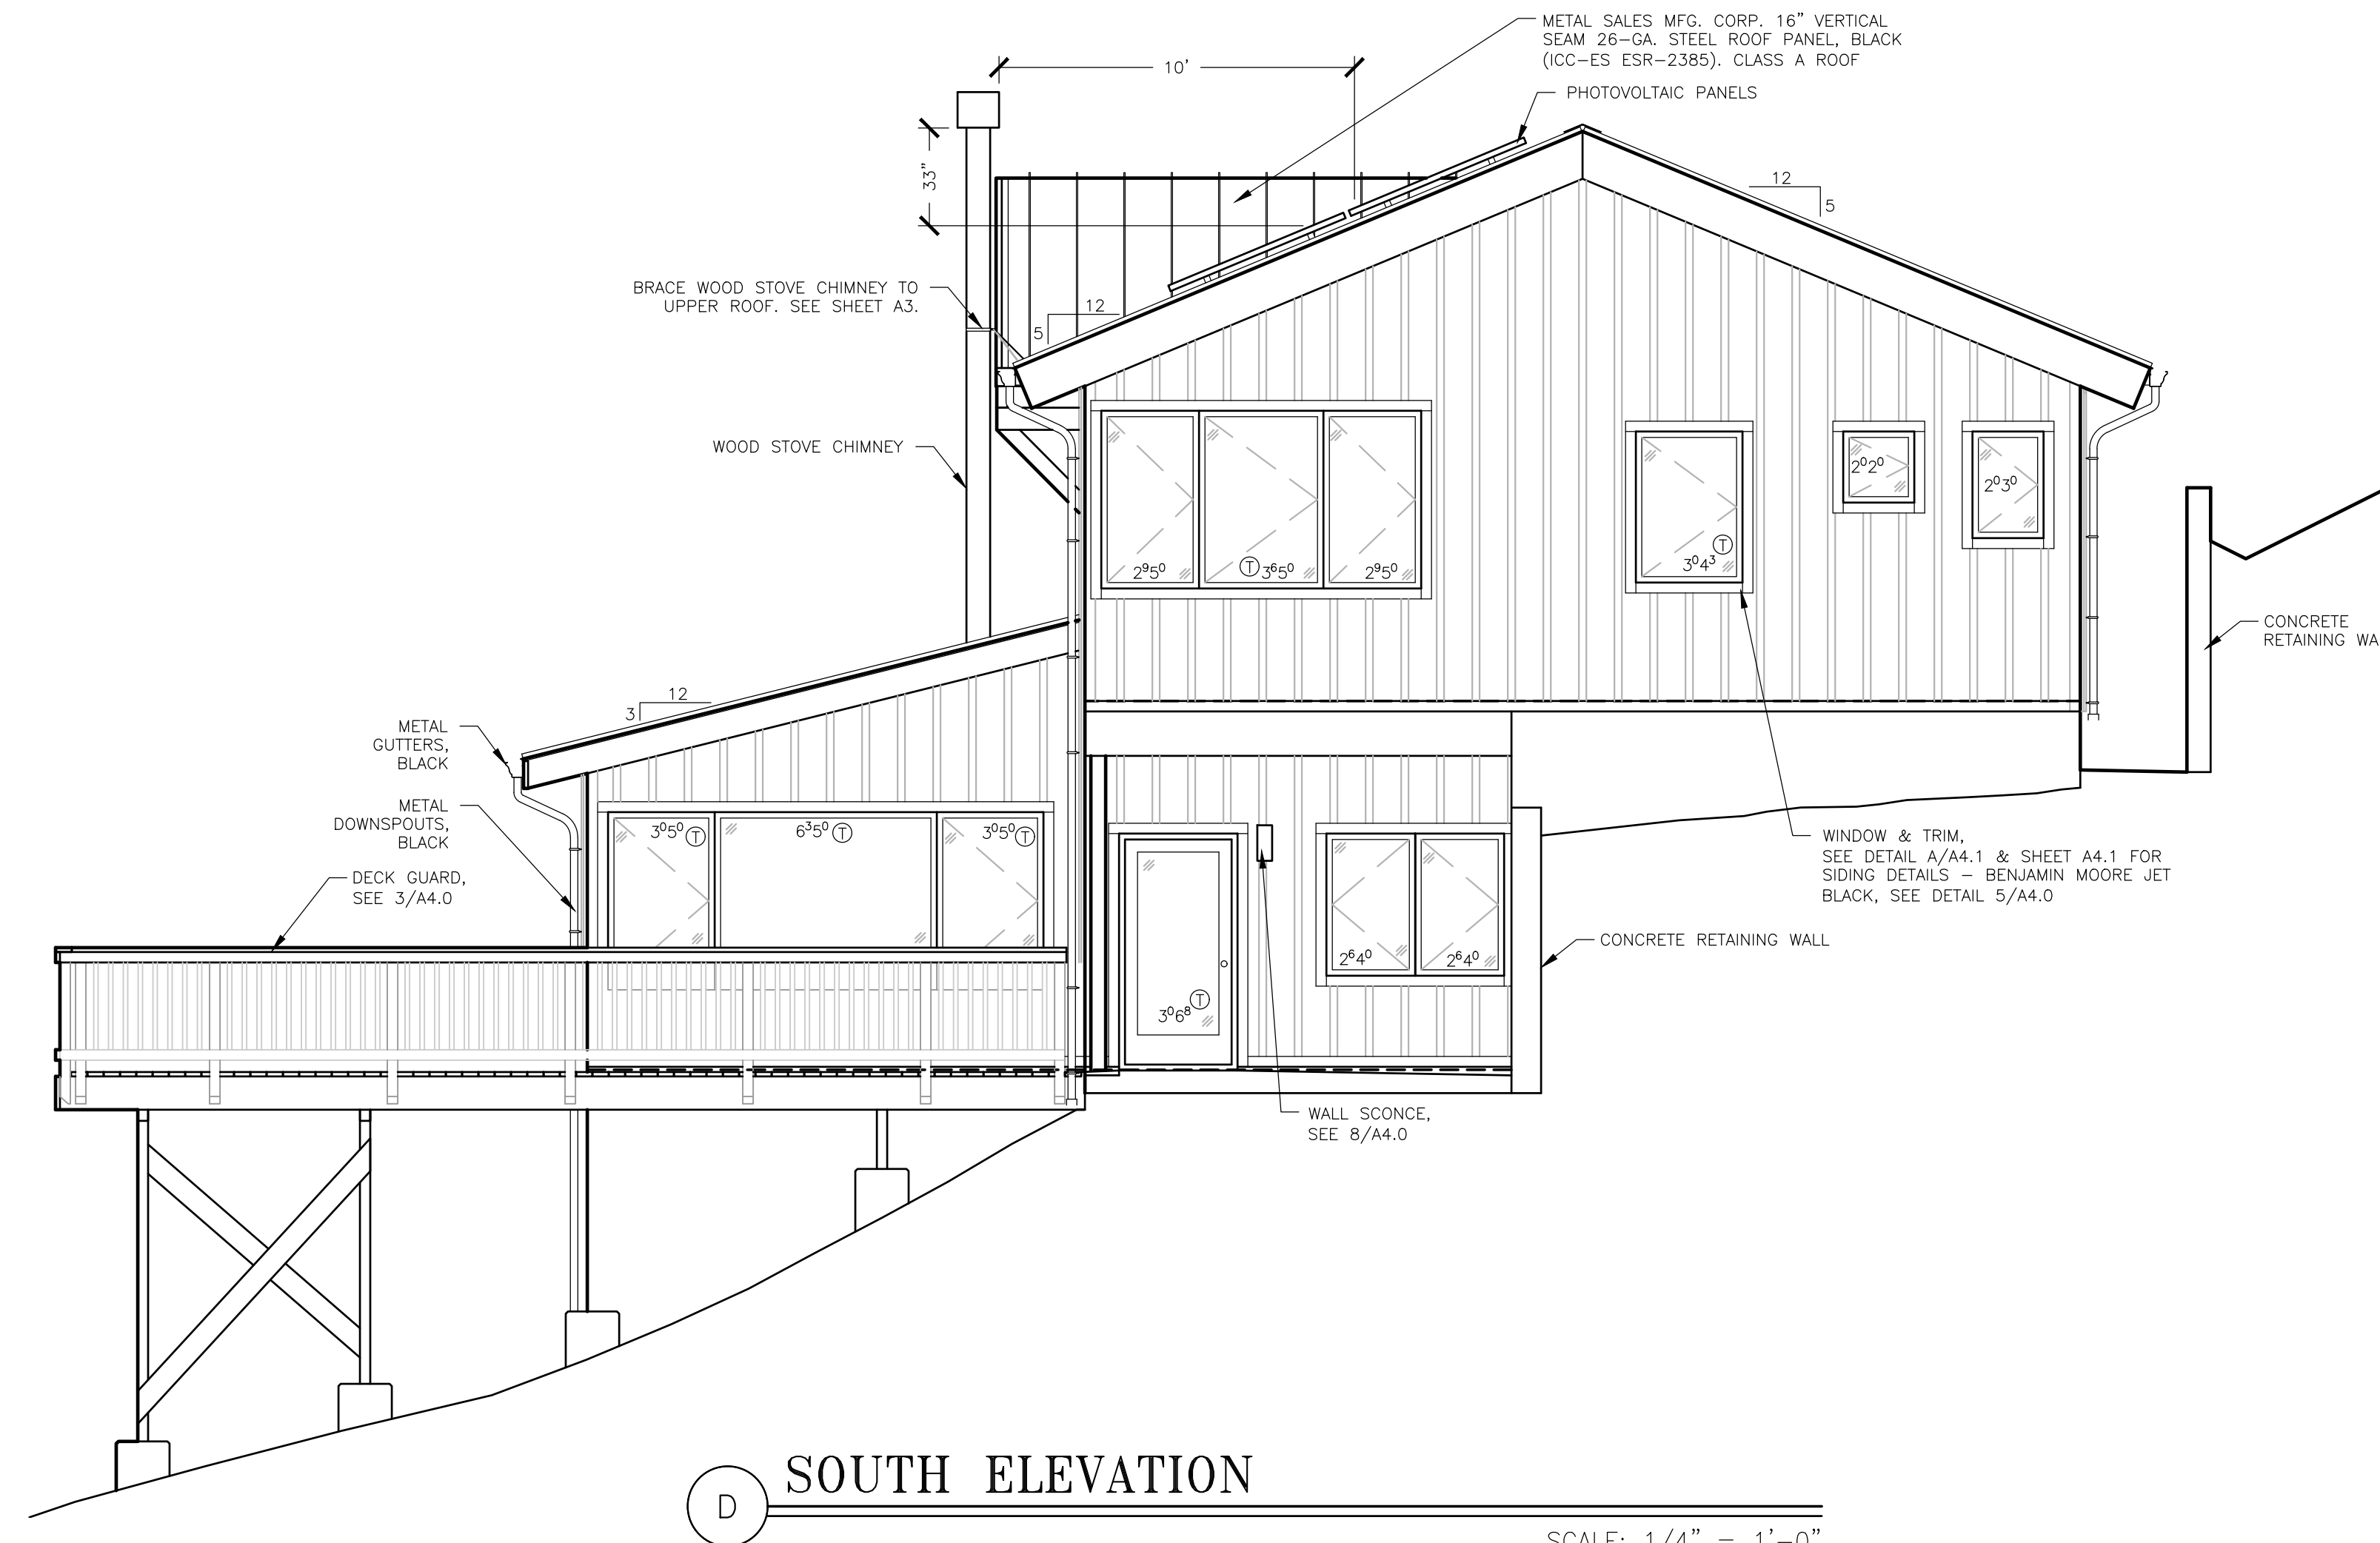 METAL SALES MFG. CORP. 16" VERTICAL
SEAM 26-GA. STEEL ROOF PANEL, BLACK
(ICC-ES ESR-2385). CLASS A ROOF
10'
PHOTOVOLTAIC PANELS
33"
12
5
BRACE WOOD STOVE CHIMNEY TO
UPPER ROOF. SEE SHEET A3.
12
5
WOOD STOVE CHIMNEY
2⁰2⁰
2⁰3⁰
2⁹5⁰
T 3⁶5⁰
2⁹5⁰
T
3⁰4³
CONCRETE
RETAINING WA
12
3
METAL
GUTTERS,
BLACK
METAL
DOWNSPOUTS,
BLACK
3⁰5⁰ T
6³5⁰ T
3⁰5⁰ T
DECK GUARD,
SEE 3/A4.0
WINDOW & TRIM,
SEE DETAIL A/A4.1 & SHEET A4.1 FOR
SIDING DETAILS – BENJAMIN MOORE JET
BLACK, SEE DETAIL 5/A4.0
CONCRETE RETAINING WALL
2⁶4⁰
2⁶4⁰
T
3⁰6⁸
WALL SCONCE,
SEE 8/A4.0
D
SOUTH ELEVATION
SCALE: 1/4" = 1'-0"